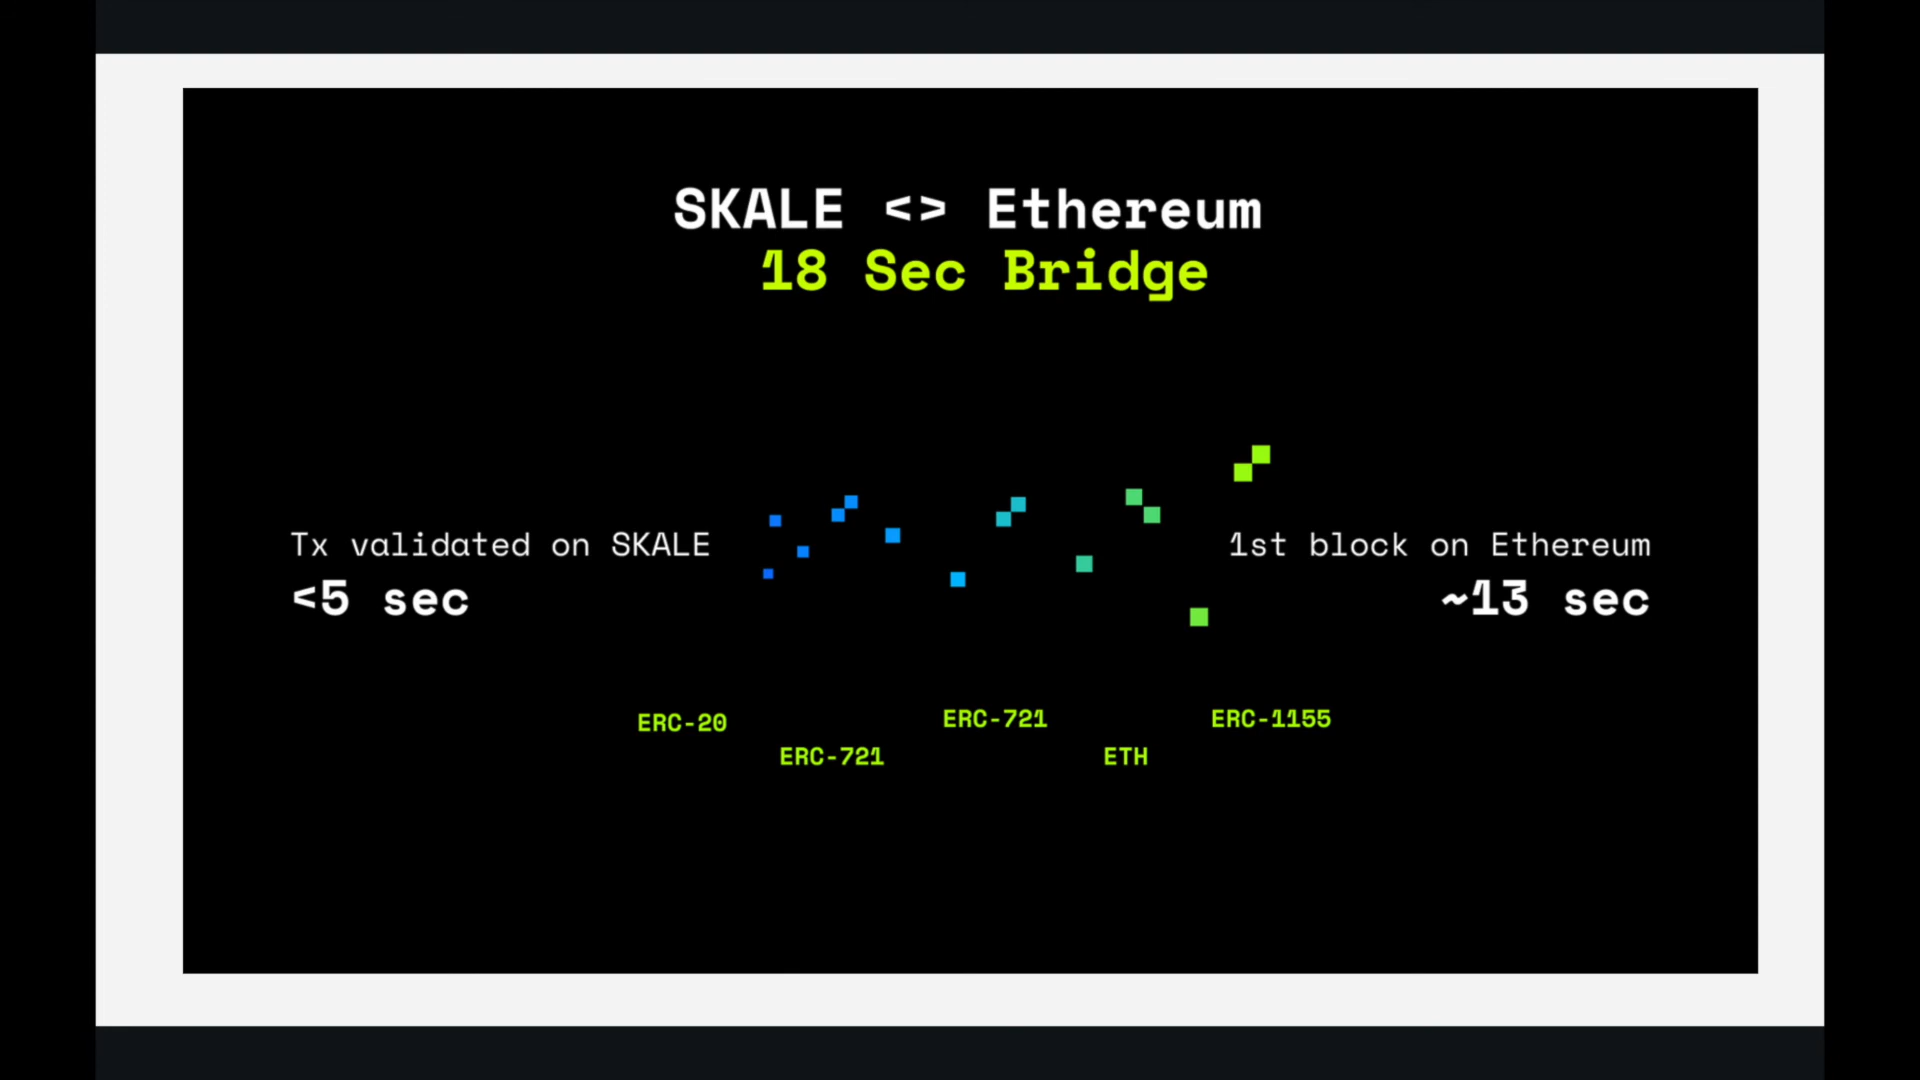 SKALE <> Ethereum
18 Sec Bridge
Tx validated on SKALE
<5 sec
1st block on Ethereum
~13 sec
ERC-20
ERC-721
ERC-721
ETH
ERC-1155